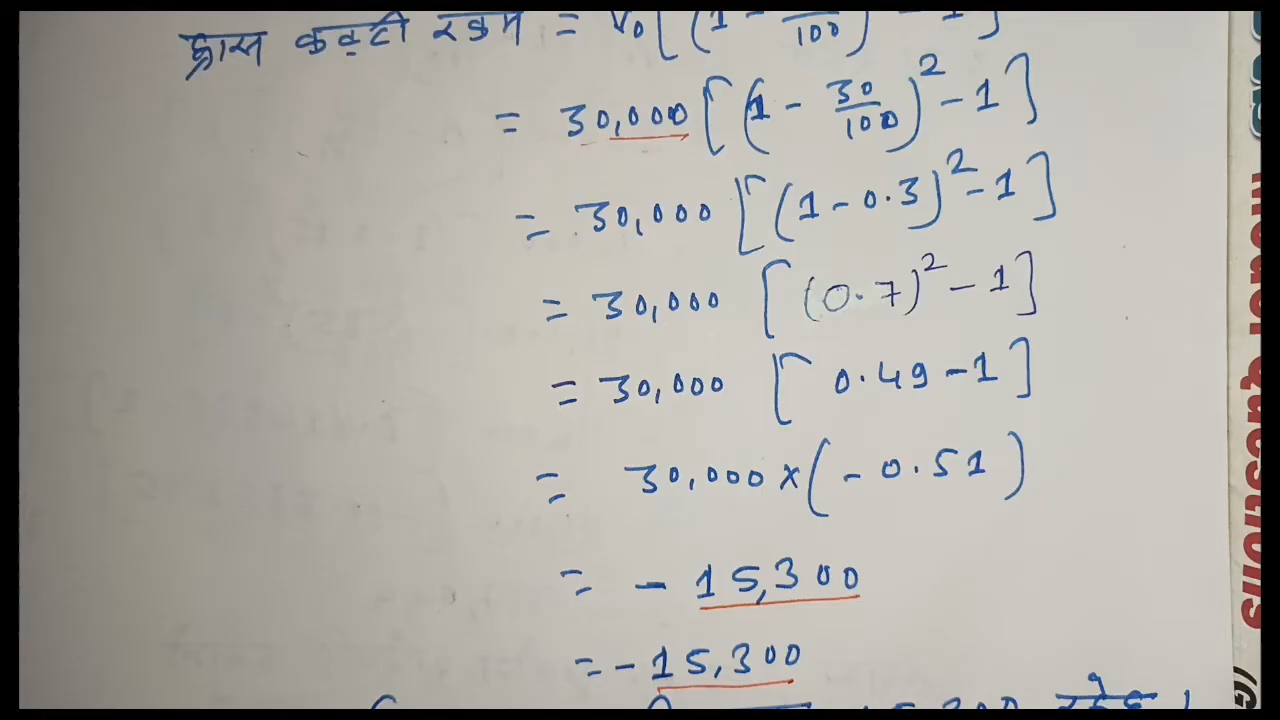 ह्रास कट्टी रकम = V₀[(1 - /100) - 1]
= 30,000[(1 - 30/100)² - 1]
= 30,000[(1 - 0.3)² - 1]
= 30,000 [(0.7)² - 1]
= 30,000 [0.49 - 1]
= 30,000 × (- 0.51)
= - 15,300
= - 15,300
Model Questions
(G